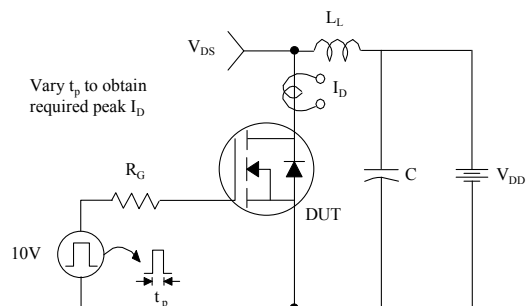 L_L
V_DS
Vary t_p to obtain
required peak I_D
I_D
R_G
C
V_DD
DUT
10V
t_p